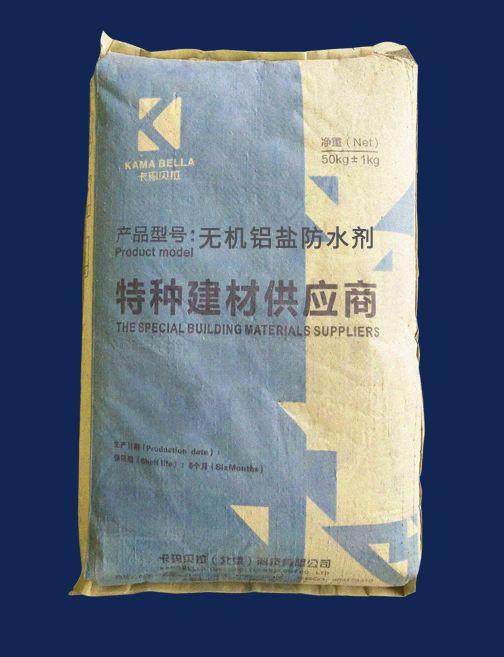 KAMA BELLA
卡玛贝拉
净重（Net）
50kg±1kg
产品型号：无机铝盐防水剂
Product model
特种建材供应商
THE SPECIAL BUILDING MATERIALS SUPPLIERS
生产日期（Production date）：
保质期（Shelf life）：6个月（SixMonths）
卡玛贝拉（北京）科技有限公司